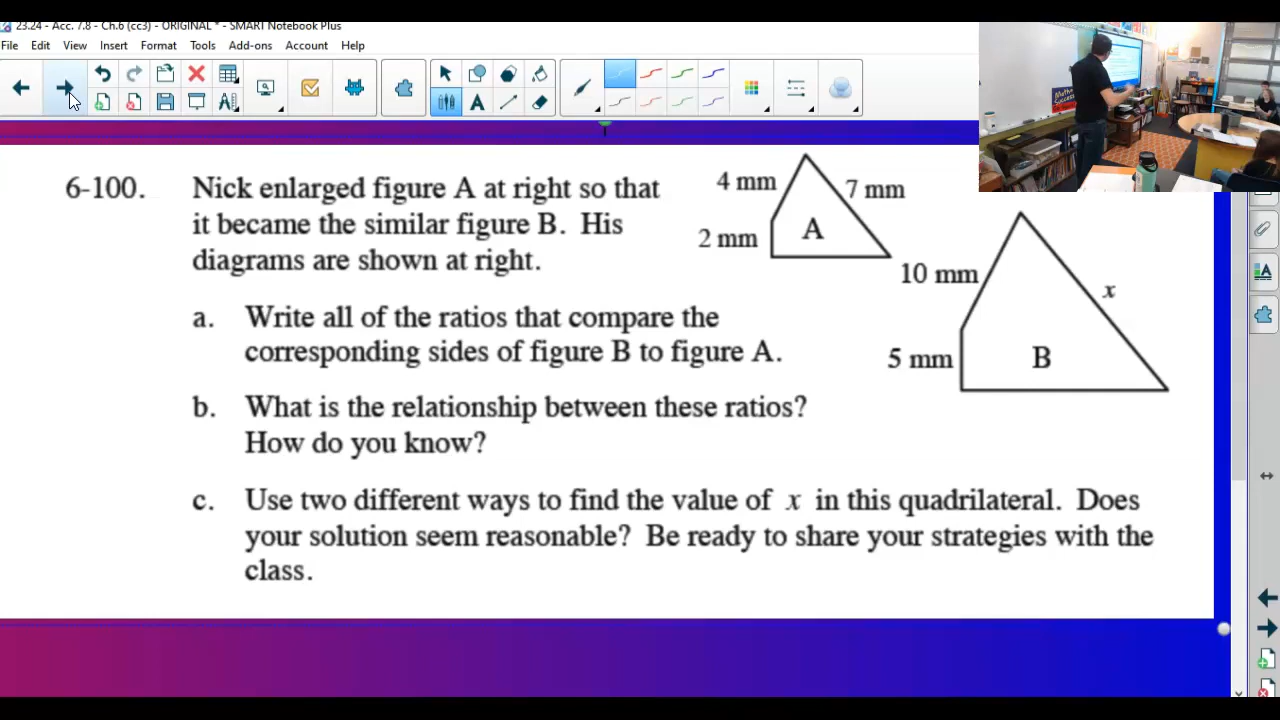 23.24 - Acc. 7.8 - Ch.6 (cc3) - ORIGINAL * - SMART Notebook Plus
File Edit View Insert Format Tools Add-ons Account Help
6-100. Nick enlarged figure A at right so that
it became the similar figure B. His
diagrams are shown at right.
4 mm
7 mm
2 mm
A
10 mm
x
5 mm
B
a. Write all of the ratios that compare the
corresponding sides of figure B to figure A.
b. What is the relationship between these ratios?
How do you know?
c. Use two different ways to find the value of x in this quadrilateral. Does
your solution seem reasonable? Be ready to share your strategies with the
class.